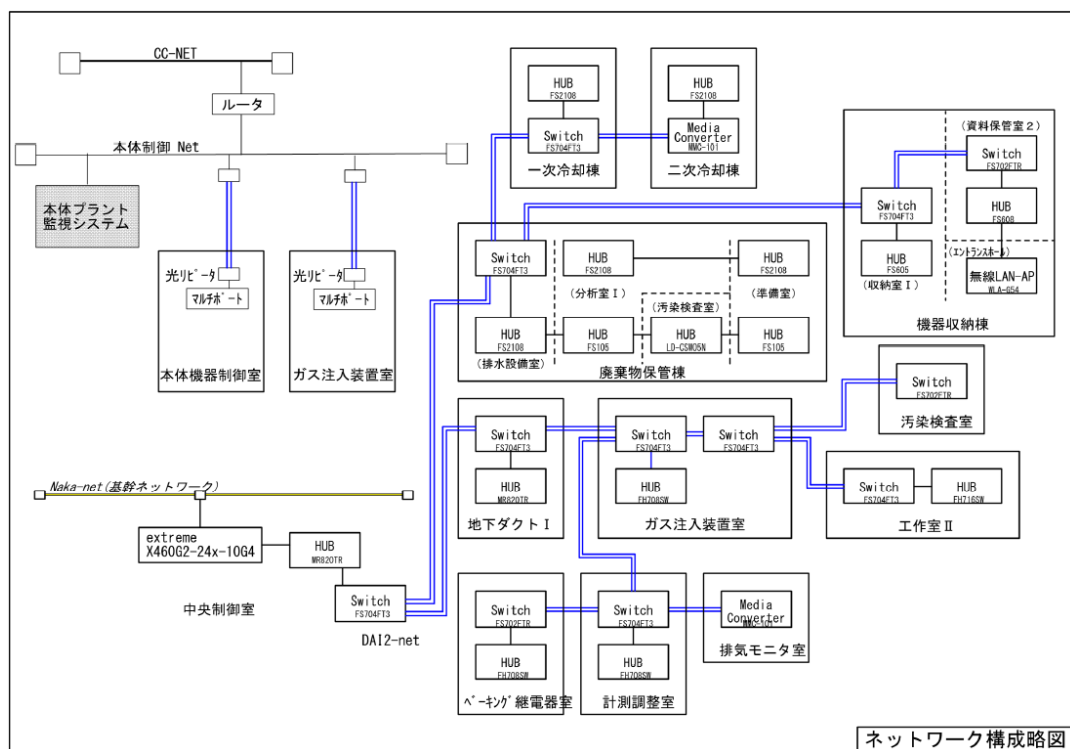 CC-NET
ルータ
本体制御 Net
本体プラント
監視システム
光リピータ
マルチポート
本体機器制御室
光リピータ
マルチポート
ガス注入装置室
HUB
FS2108
Switch
FS704FT3
一次冷却棟
HUB
FS2108
Media
Converter
MMC-101
二次冷却棟
(資料保管室２)
Switch
FS702FTR
Switch
FS704FT3
HUB
FS608
HUB
FS605
(収納室Ⅰ)
(エントランスホール)
無線LAN-AP
WLA-G54
機器収納棟
Switch
FS704FT3
HUB
FS2108
(分析室Ⅰ)
HUB
FS2108
(準備室)
(汚染検査室)
HUB
FS2108
(排水設備室)
HUB
FS105
HUB
LD-CSWO5N
HUB
FS105
廃棄物保管棟
Switch
FS702FTR
汚染検査室
Switch
FS704FT3
HUB
MR820TR
地下ダクトⅠ
Switch
FS704FT3
Switch
FS704FT3
HUB
FH708SW
ガス注入装置室
Switch
FS704FT3
HUB
FH716SW
工作室Ⅱ
Naka-net(基幹ネットワーク)
extreme
X460G2-24x-10G4
HUB
MR820TR
中央制御室
Switch
FS704FT3
DAI2-net
Switch
FS702FTR
HUB
FH708SW
ベーキング継電器室
Switch
FS704FT3
HUB
FH708SW
計測調整室
Media
Converter
MMC-101
排気モニタ室
ネットワーク構成略図